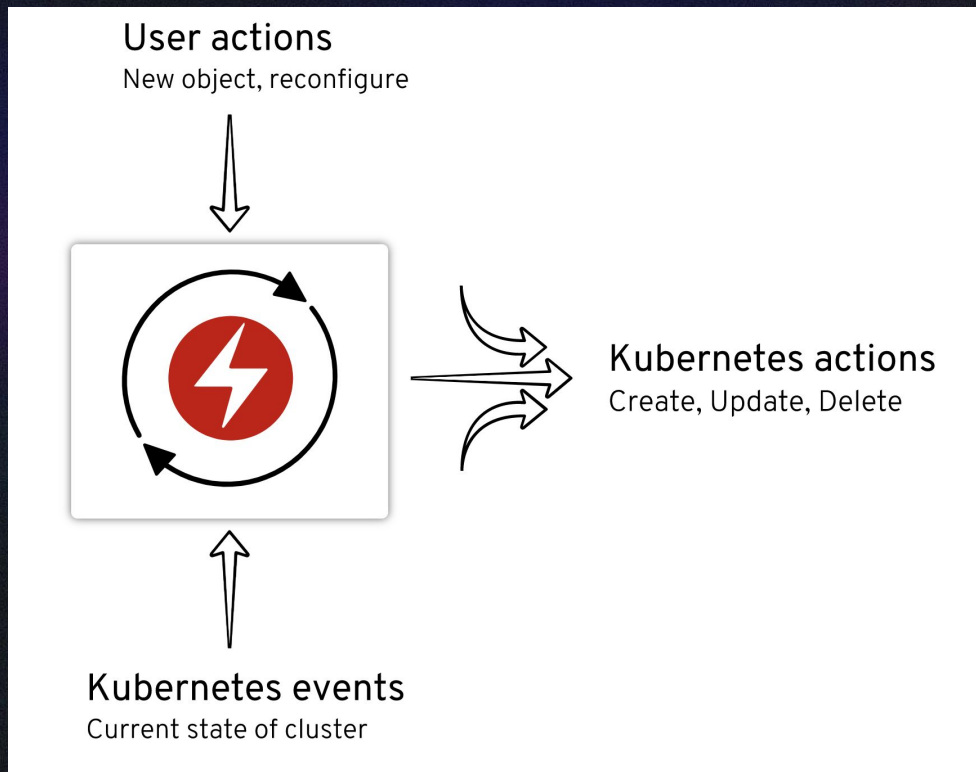 User actions
New object, reconfigure
Kubernetes actions
Create, Update, Delete
Kubernetes events
Current state of cluster